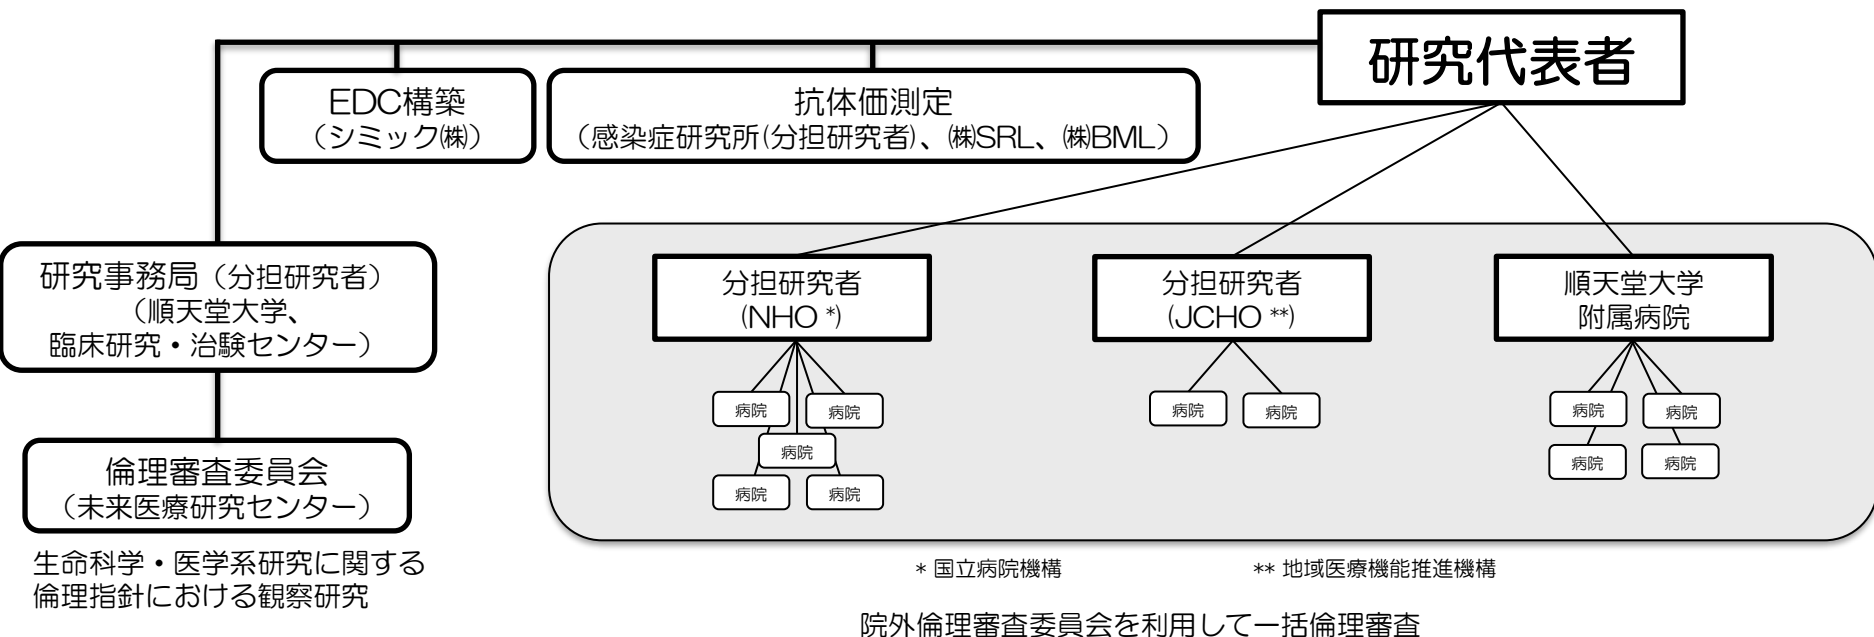 研究代表者
EDC構築
（シミック㈱）
抗体価測定
（感染症研究所(分担研究者)、㈱SRL、㈱BML）
研究事務局（分担研究者）
（順天堂大学、
臨床研究・治験センター）
倫理審査委員会
（未来医療研究センター）
生命科学・医学系研究に関する
倫理指針における観察研究
分担研究者
(NHO *)
分担研究者
(JCHO **)
順天堂大学
附属病院
病院
病院
病院
病院
病院
病院
病院
病院
病院
病院
病院
* 国立病院機構
** 地域医療機能推進機構
院外倫理審査委員会を利用して一括倫理審査